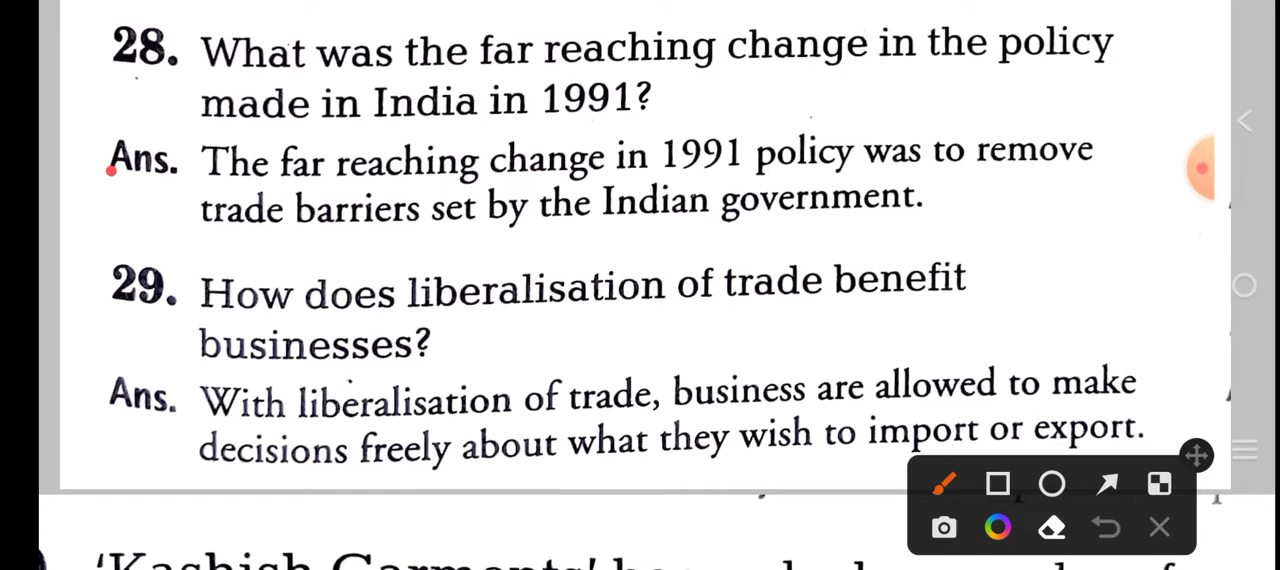 28. What was the far reaching change in the policy
made in India in 1991?
Ans. The far reaching change in 1991 policy was to remove
trade barriers set by the Indian government.
29. How does liberalisation of trade benefit
businesses?
Ans. With liberalisation of trade, business are allowed to make
decisions freely about what they wish to import or export.
'Kashish Garments'